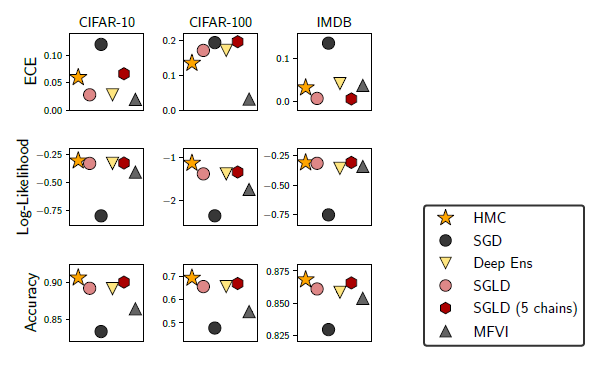 CIFAR-10 CIFAR-100 IMDB
ECE
0.10
0.05
0.00
0.2
0.1
0.0
0.1
0.0
Log-Likelihood
−0.25
−0.50
−0.75
−1
−2
−0.25
−0.50
−0.75
Accuracy
0.90
0.85
0.7
0.6
0.5
0.875
0.850
0.825
HMC
SGD
Deep Ens
SGLD
SGLD (5 chains)
MFVI